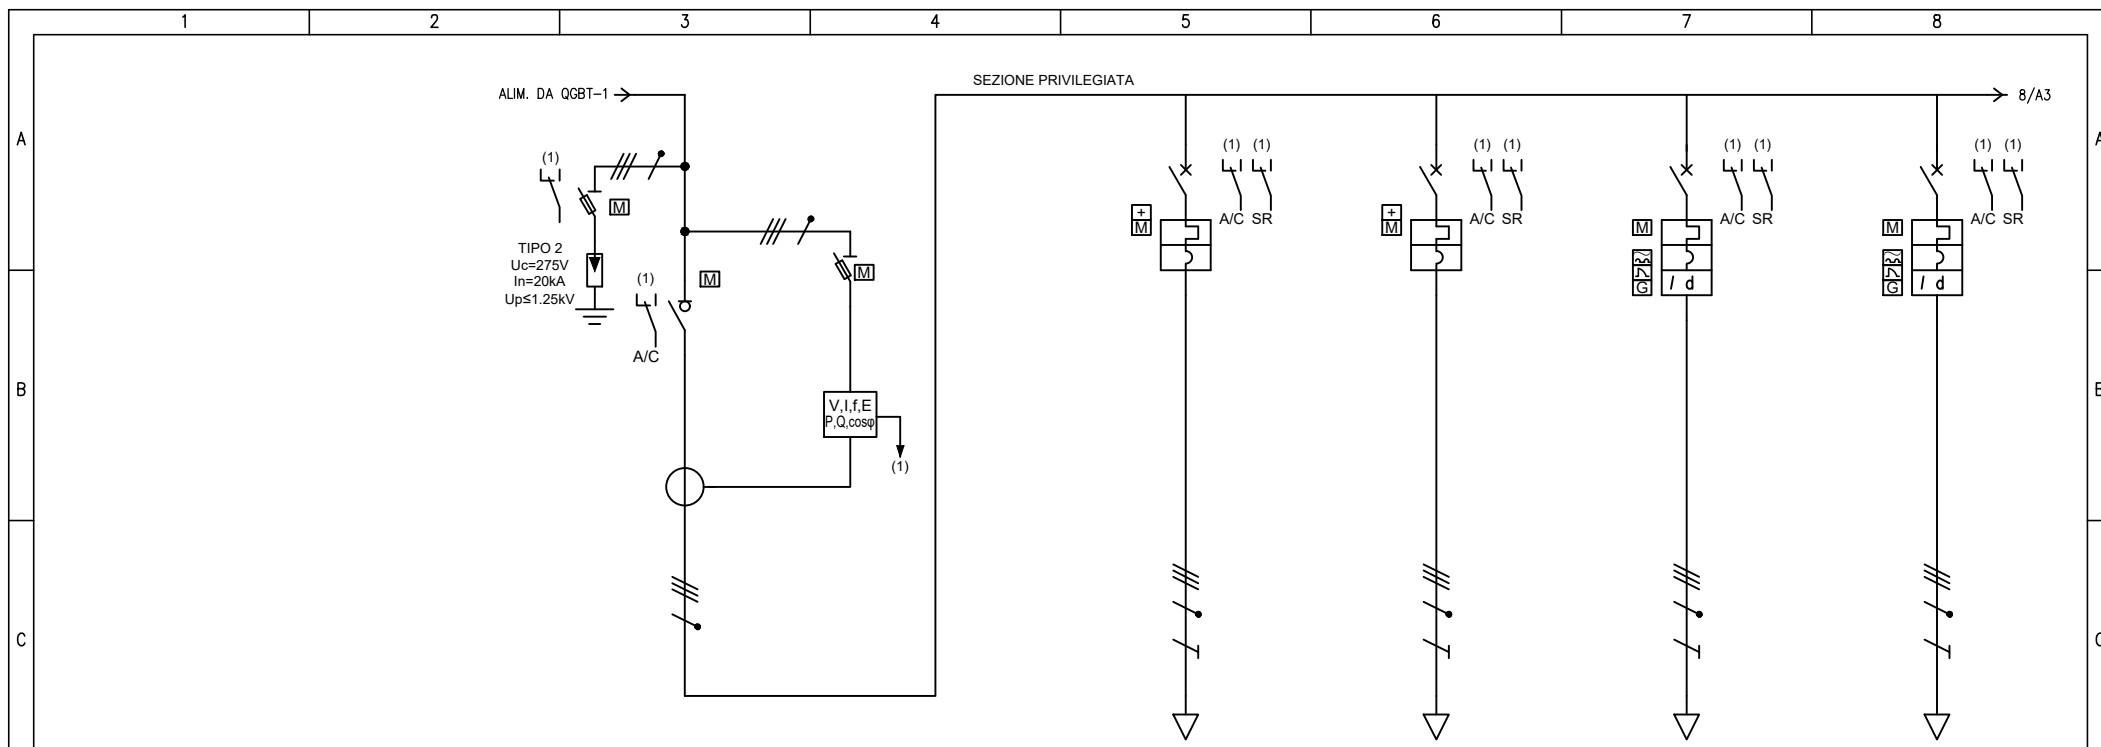 1 2 3 4 5 6 7 8
SEZIONE PRIVILEGIATA
ALIM. DA QGBT-1
8/A3
A
A
(1)
M
TIPO 2
Uc=275V
In=20kA
Up≤1.25kV
(1)
M
A/C
M
V,I,f,E
P,Q,cosφ
(1)
(1) (1)
A/C SR
+
M
(1) (1)
A/C SR
+
M
(1) (1)
A/C SR
M
G
I d
(1) (1)
A/C SR
M
G
I d
B
B
C
C